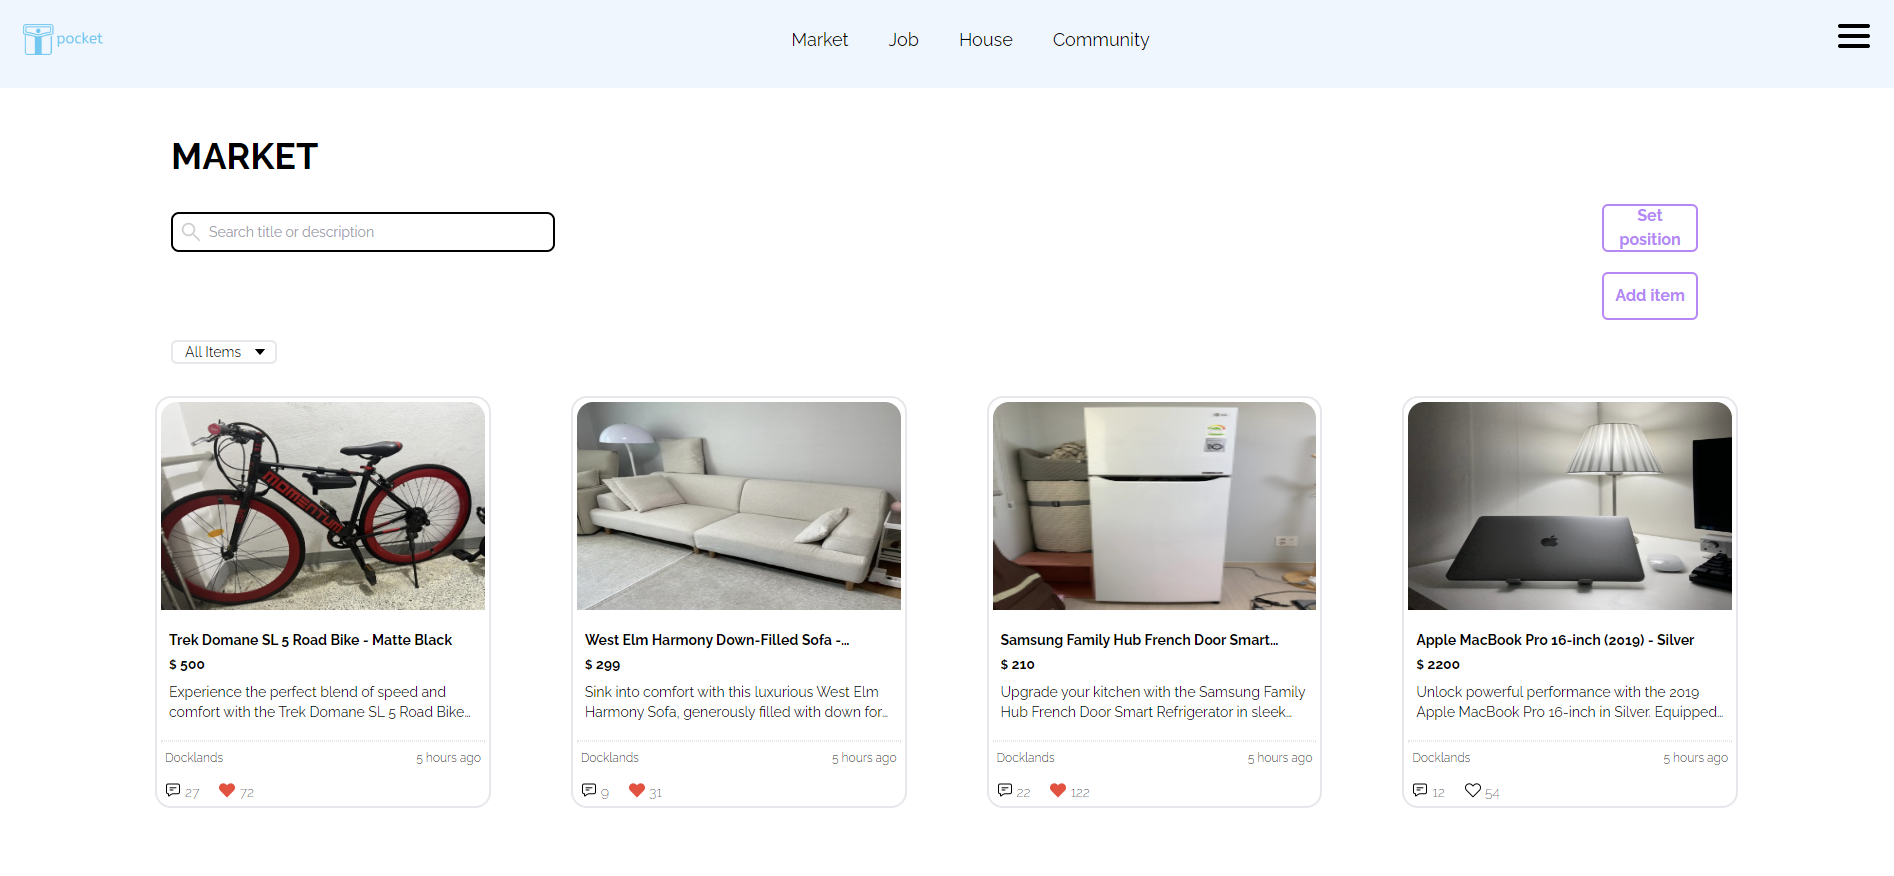 pocket
Market Job House Community
MARKET
Search title or description
Set
position
Add item
All Items
MOMENTUM
MOMENTUM
Trek Domane SL 5 Road Bike - Matte Black
$ 500
Experience the perfect blend of speed and
comfort with the Trek Domane SL 5 Road Bike...
Docklands 5 hours ago
27 72
West Elm Harmony Down-Filled Sofa -...
$ 299
Sink into comfort with this luxurious West Elm
Harmony Sofa, generously filled with down for...
Docklands 5 hours ago
9 31
Samsung Family Hub French Door Smart...
$ 210
Upgrade your kitchen with the Samsung Family
Hub French Door Smart Refrigerator in sleek...
Docklands 5 hours ago
22 122
Apple MacBook Pro 16-inch (2019) - Silver
$ 2200
Unlock powerful performance with the 2019
Apple MacBook Pro 16-inch in Silver. Equipped...
Docklands 5 hours ago
12 54